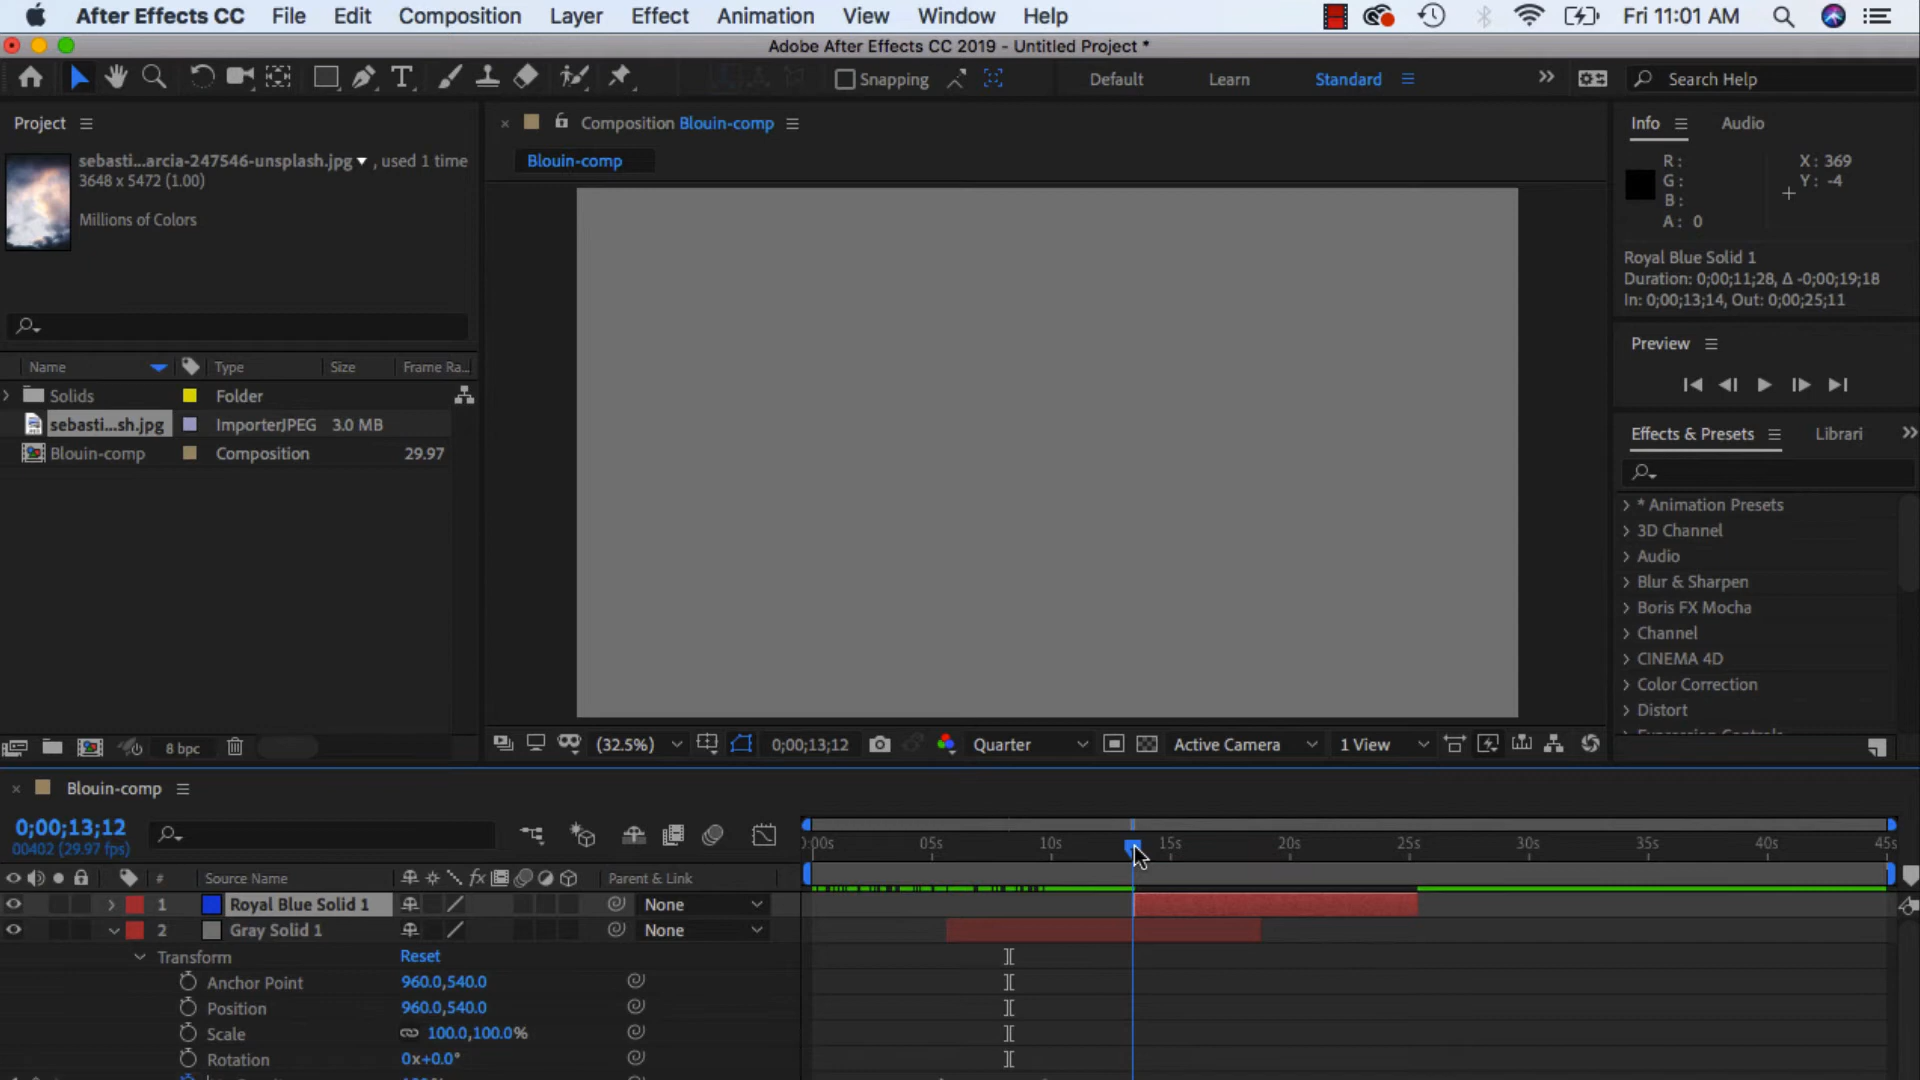 After Effects CC File Edit Composition Layer Effect Animation View Window Help Fri 11:01 AM
Adobe After Effects CC 2019 - Untitled Project *
Snapping Default Learn Standard Search Help
Project
sebasti...arcia-247546-unsplash.jpg , used 1 time
3648 x 5472 (1.00)
Millions of Colors
Name Type Size Frame Ra...
Solids Folder
sebasti...sh.jpg ImporterJPEG 3.0 MB
Blouin-comp Composition 29.97
8 bpc
Composition Blouin-comp
Blouin-comp
(32.5%) 0;00;13;12 Quarter Active Camera 1 View
Info Audio
R: X: 369
G: Y: -4
B:
A: 0
Royal Blue Solid 1
Duration: 0;00;11;28, Δ -0;00;19;18
In: 0;00;13;14, Out: 0;00;25;11
Preview
Effects & Presets Librari
* Animation Presets
3D Channel
Audio
Blur & Sharpen
Boris FX Mocha
Channel
CINEMA 4D
Color Correction
Distort
Blouin-comp
0;00;13;12
00402 (29.97 fps)
:00s 05s 10s 15s 20s 25s 30s 35s 40s 45s
# Source Name fx Parent & Link
1 Royal Blue Solid 1 None
2 Gray Solid 1 None
Transform Reset
Anchor Point 960.0,540.0
Position 960.0,540.0
Scale 100.0,100.0%
Rotation 0x+0.0°